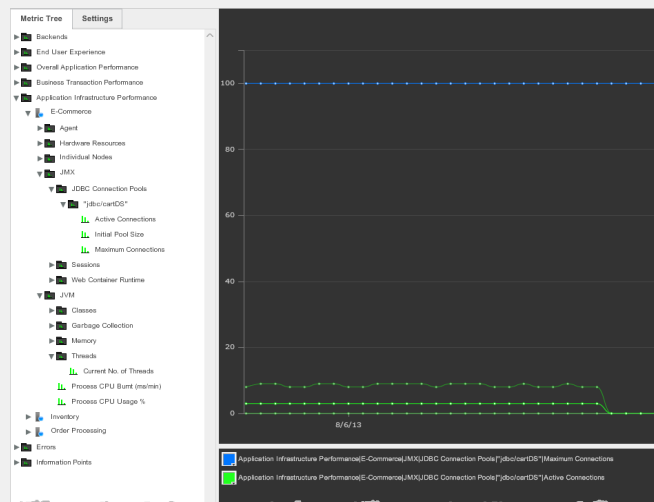 Metric Tree
Settings
Backends
End User Experience
Overall Application Performance
Business Transaction Performance
Application Infrastructure Performance
E-Commerce
Agent
Hardware Resources
Individual Nodes
JMX
JDBC Connection Pools
"jdbc/cartDS"
Active Connections
Initial Pool Size
Maximum Connections
Sessions
Web Container Runtime
JVM
Classes
Garbage Collection
Memory
Threads
Current No. of Threads
Process CPU Burnt (ms/min)
Process CPU Usage %
Inventory
Order Processing
Errors
Information Points
100
80
60
40
20
0
8/6/13
Application Infrastructure Performance|E-Commerce|JMX|JDBC Connection Pools|"jdbc/cartDS"|Maximum Connections
Application Infrastructure Performance|E-Commerce|JMX|JDBC Connection Pools|"jdbc/cartDS"|Active Connections